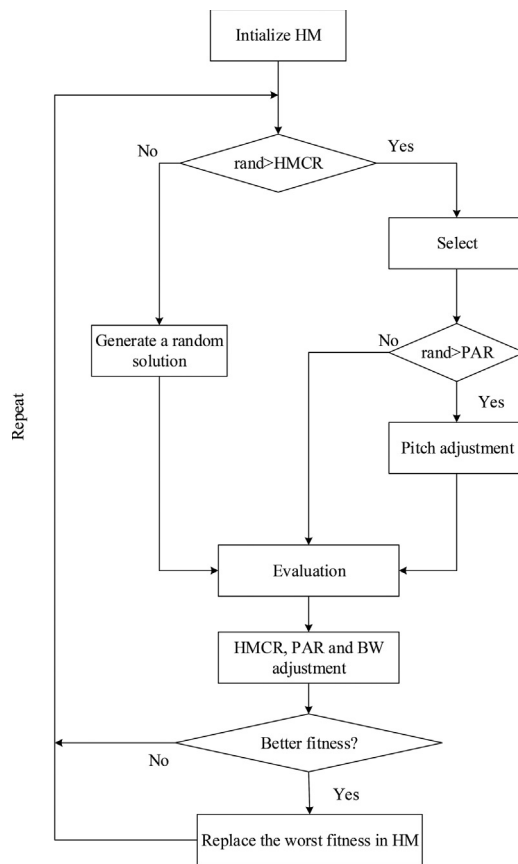 Intialize HM
No
rand>HMCR
Yes
Select
Generate a random
solution
No
rand>PAR
Yes
Repeat
Pitch adjustment
Evaluation
HMCR, PAR and BW
adjustment
Better fitness?
No
Yes
Replace the worst fitness in HM